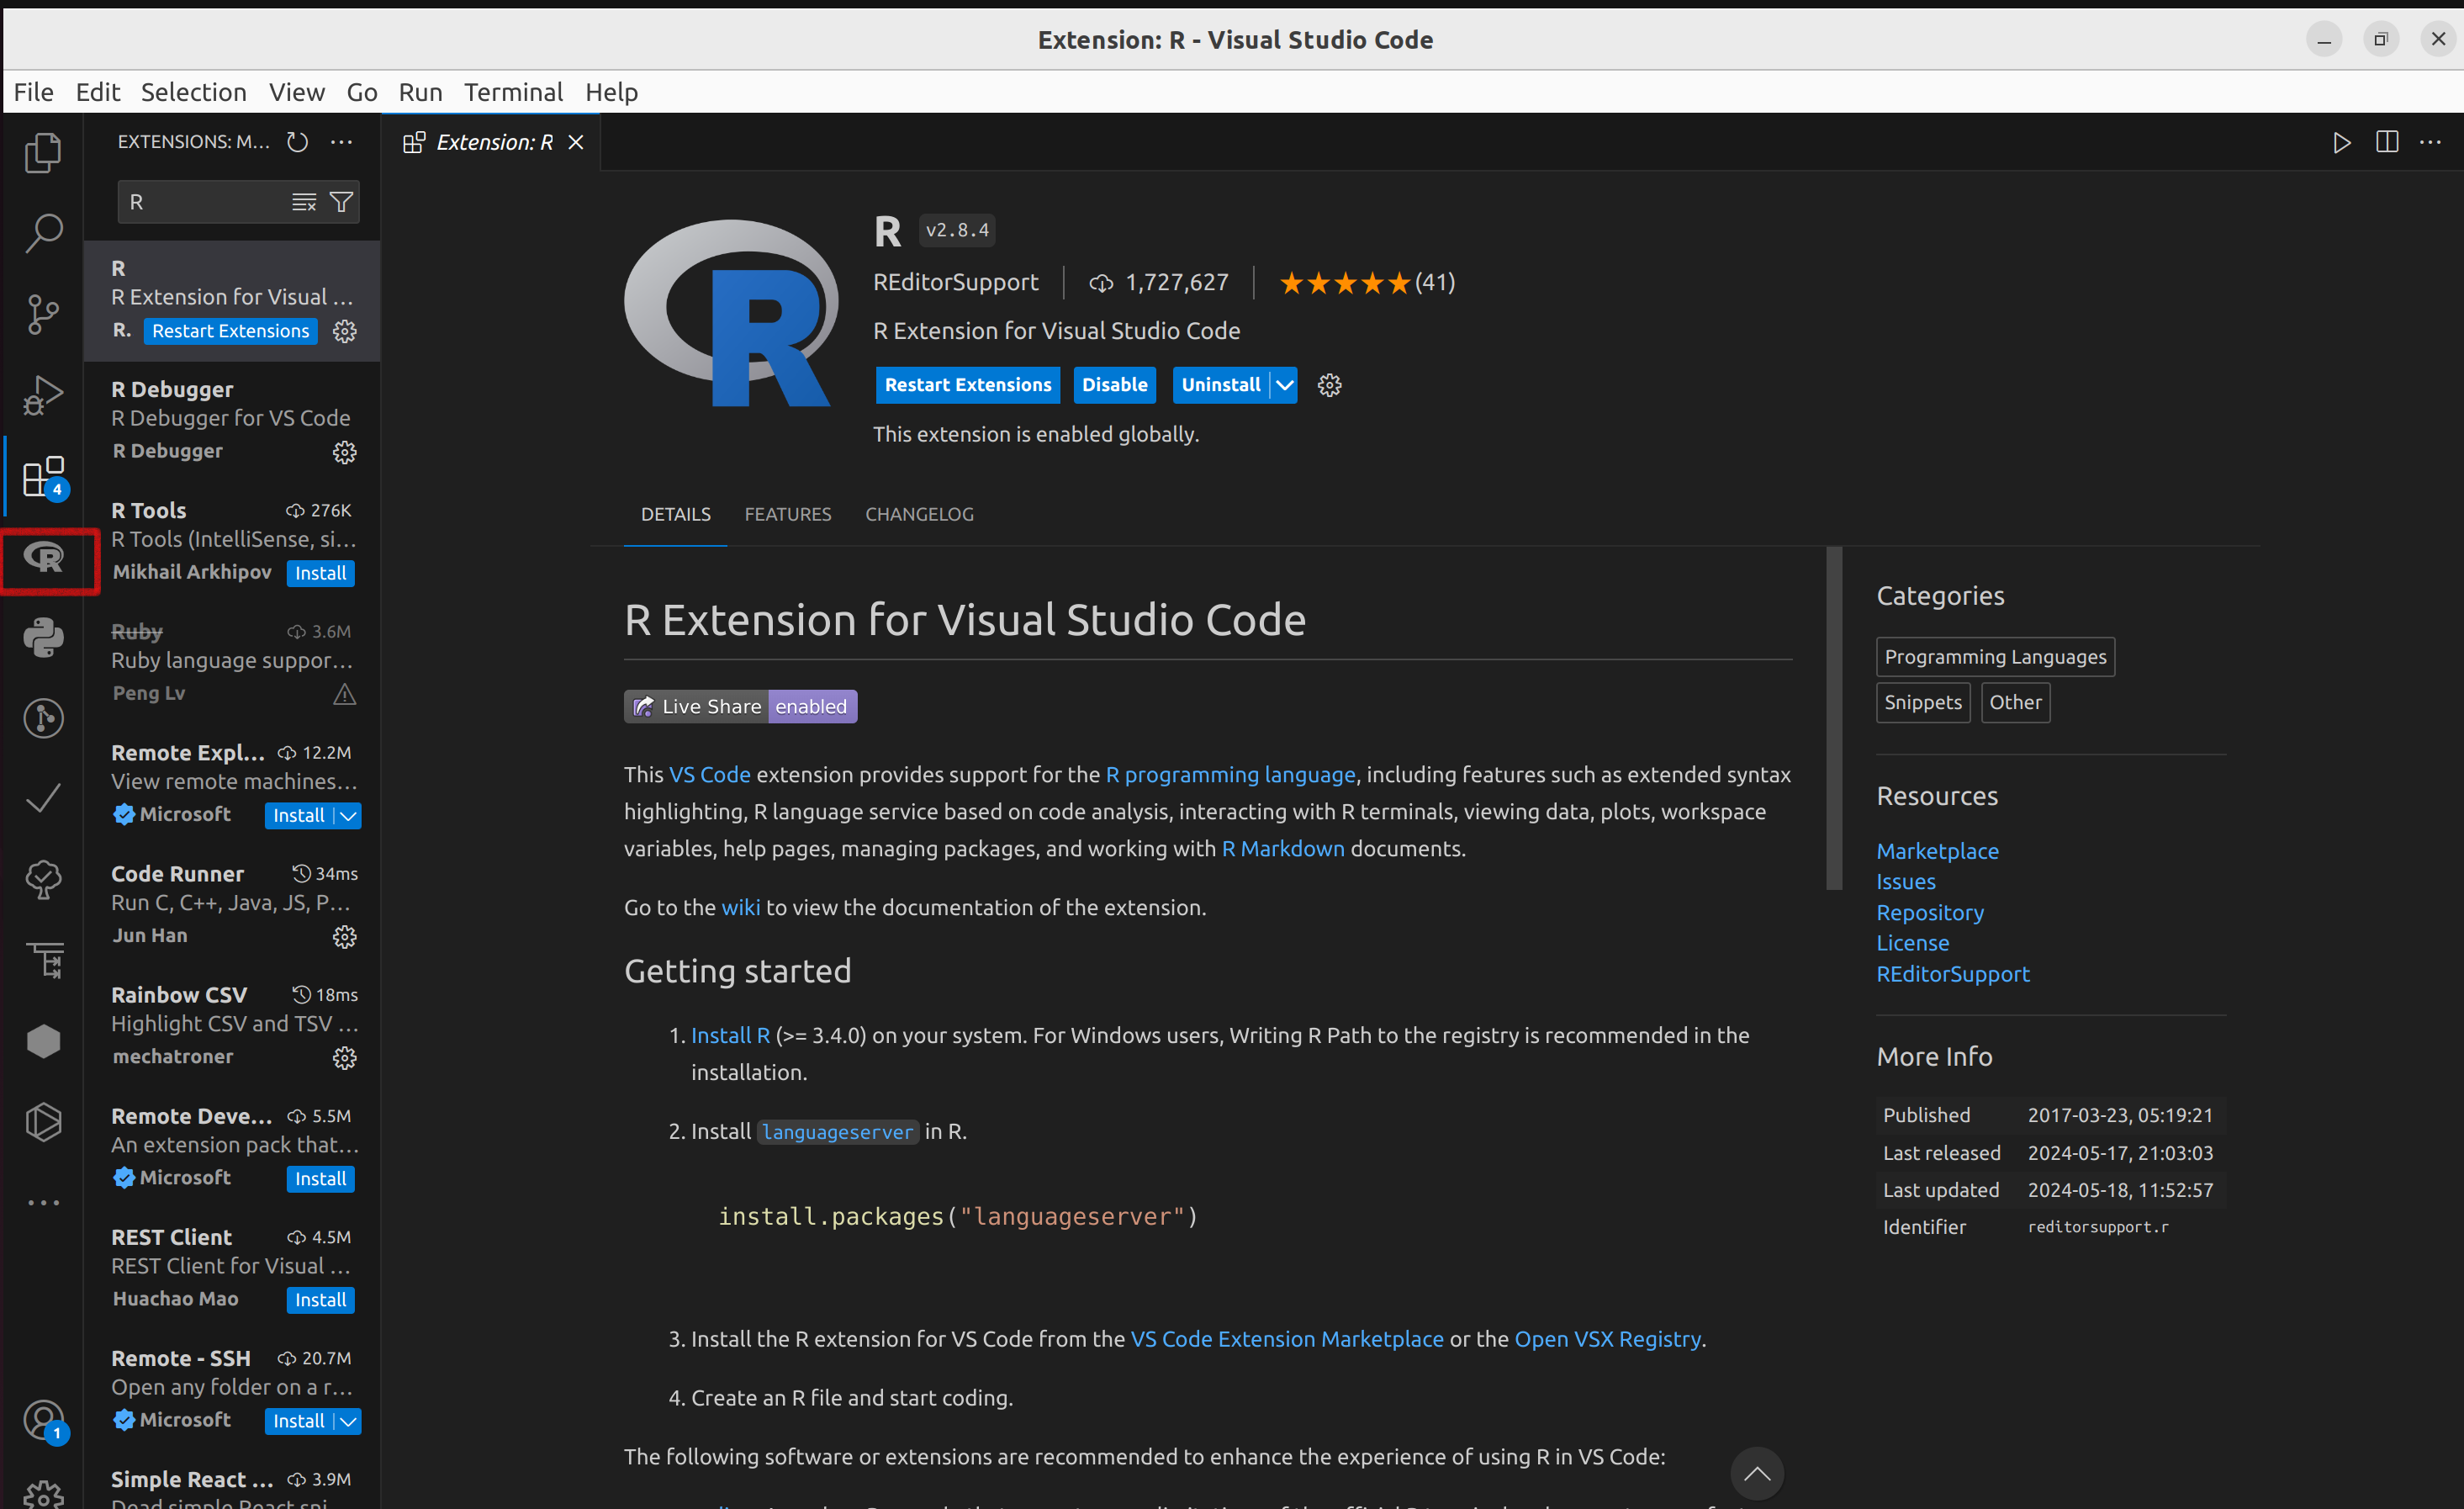 Extension: R - Visual Studio Code
File Edit Selection View Go Run Terminal Help
EXTENSIONS: M...
R
R
R Extension for Visual ...
R. Restart Extensions
R Debugger
R Debugger for VS Code
R Debugger
4
R Tools 276K
R Tools (IntelliSense, si...
Mikhail Arkhipov Install
Ruby 3.6M
Ruby language suppor...
Peng Lv
Remote Expl... 12.2M
View remote machines...
Microsoft Install
Code Runner 34ms
Run C, C++, Java, JS, P...
Jun Han
Rainbow CSV 18ms
Highlight CSV and TSV ...
mechatroner
Remote Deve... 5.5M
An extension pack that...
Microsoft Install
REST Client 4.5M
REST Client for Visual ...
Huachao Mao Install
Remote - SSH 20.7M
Open any folder on a r...
Microsoft Install
1
Simple React ... 3.9M
Extension: R
R v2.8.4
REditorSupport 1,727,627 (41)
R Extension for Visual Studio Code
Restart Extensions Disable Uninstall
This extension is enabled globally.
DETAILS FEATURES CHANGELOG
R Extension for Visual Studio Code
Live Share enabled
This VS Code extension provides support for the R programming language, including features such as extended syntax
highlighting, R language service based on code analysis, interacting with R terminals, viewing data, plots, workspace
variables, help pages, managing packages, and working with R Markdown documents.
Go to the wiki to view the documentation of the extension.
Getting started
1. Install R (>= 3.4.0) on your system. For Windows users, Writing R Path to the registry is recommended in the
installation.
2. Install languageserver in R.
install.packages("languageserver")
3. Install the R extension for VS Code from the VS Code Extension Marketplace or the Open VSX Registry.
4. Create an R file and start coding.
The following software or extensions are recommended to enhance the experience of using R in VS Code:
Categories
Programming Languages
Snippets Other
Resources
Marketplace
Issues
Repository
License
REditorSupport
More Info
Published 2017-03-23, 05:19:21
Last released 2024-05-17, 21:03:03
Last updated 2024-05-18, 11:52:57
Identifier reditorsupport.r